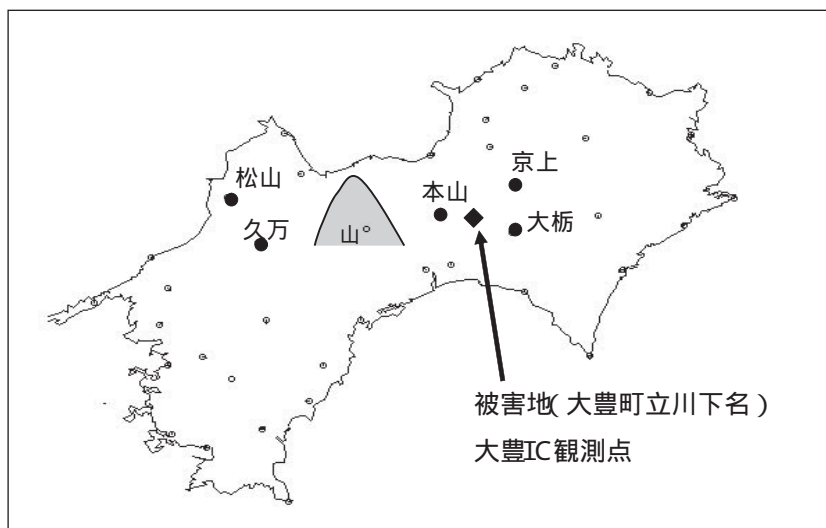 京上
松山
本山
久万
山
大栃
被害地(大豊町立川下名)
大豊IC観測点